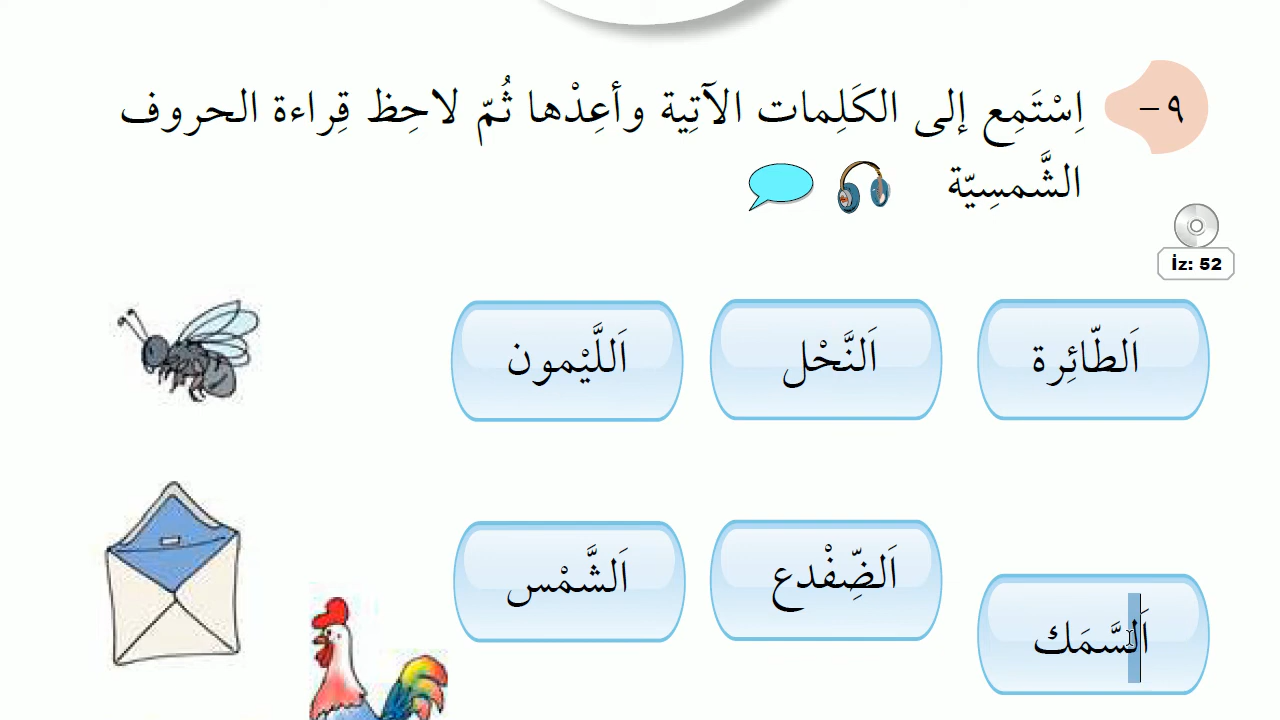 ٩- اِسْتَمِع إلى الكَلِمات الآتِية وأعِدْها ثُمّ لاحِظ قِراءة الحروف
الشَّمسِيّة
İz: 52
اَلطّائِرة
اَلنَّحْل
اَللَّيْمون
اَلسَّمَك
اَلضِّفْدع
اَلشَّمْس